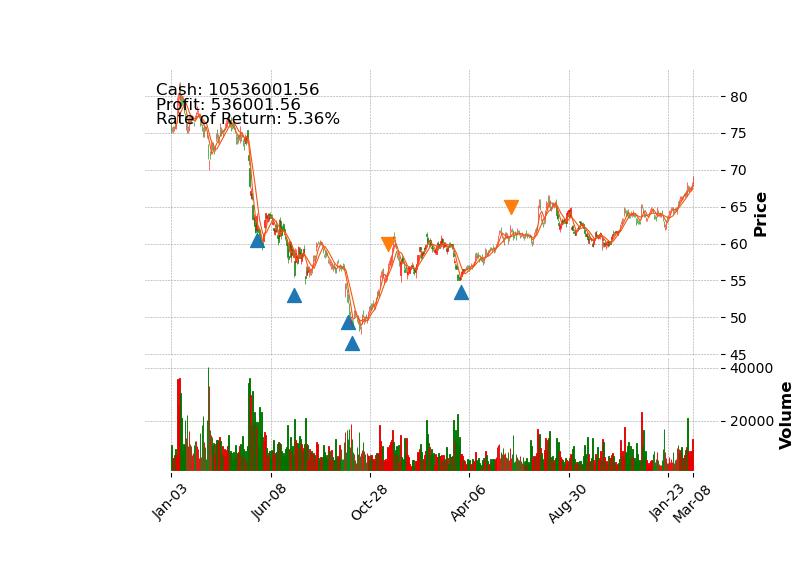 Cash: 10536001.56
Profit: 536001.56
Rate of Return: 5.36%
80
75
70
65
60
55
50
45
Price
40000
20000
Volume
Jan-03
Jun-08
Oct-28
Apr-06
Aug-30
Jan-23
Mar-08